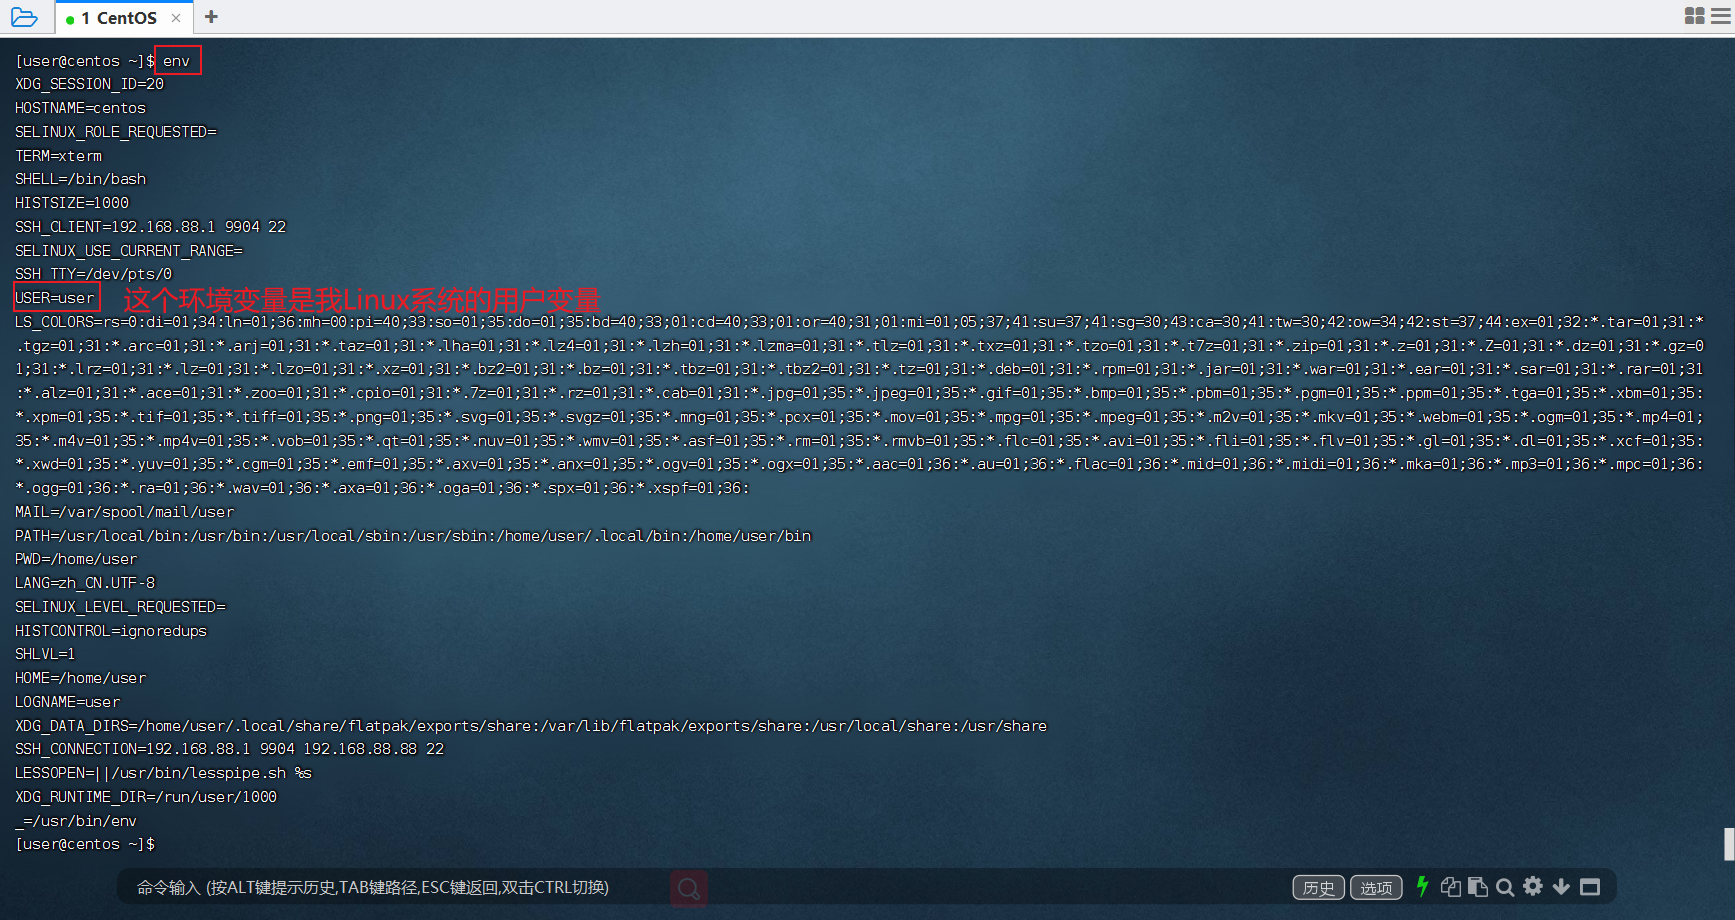 1 CentOS
[user@centos ~]$ env
XDG_SESSION_ID=20
HOSTNAME=centos
SELINUX_ROLE_REQUESTED=
TERM=xterm
SHELL=/bin/bash
HISTSIZE=1000
SSH_CLIENT=192.168.88.1 9904 22
SELINUX_USE_CURRENT_RANGE=
SSH_TTY=/dev/pts/0
USER=user 这个环境变量是我Linux系统的用户变量
LS_COLORS=rs=0:di=01;34:ln=01;36:mh=00:pi=40;33:so=01;35:do=01;35:bd=40;33;01:cd=40;33;01:or=40;31;01:mi=01;05;37;41:su=37;41:sg=30;43:ca=30;41:tw=30;42:ow=34;42:st=37;44:ex=01;32:*.tar=01;31:*
.tgz=01;31:*.arc=01;31:*.arj=01;31:*.taz=01;31:*.lha=01;31:*.lz4=01;31:*.lzh=01;31:*.lzma=01;31:*.tlz=01;31:*.txz=01;31:*.tzo=01;31:*.t7z=01;31:*.zip=01;31:*.z=01;31:*.Z=01;31:*.dz=01;31:*.gz=0
1;31:*.lrz=01;31:*.lz=01;31:*.lzo=01;31:*.xz=01;31:*.bz2=01;31:*.bz=01;31:*.tbz=01;31:*.tbz2=01;31:*.tz=01;31:*.deb=01;31:*.rpm=01;31:*.jar=01;31:*.war=01;31:*.ear=01;31:*.sar=01;31:*.rar=01;31
:*.alz=01;31:*.ace=01;31:*.zoo=01;31:*.cpio=01;31:*.7z=01;31:*.rz=01;31:*.cab=01;31:*.jpg=01;35:*.jpeg=01;35:*.gif=01;35:*.bmp=01;35:*.pbm=01;35:*.pgm=01;35:*.ppm=01;35:*.tga=01;35:*.xbm=01;35:
*.xpm=01;35:*.tif=01;35:*.tiff=01;35:*.png=01;35:*.svg=01;35:*.svgz=01;35:*.mng=01;35:*.pcx=01;35:*.mov=01;35:*.mpg=01;35:*.mpeg=01;35:*.m2v=01;35:*.mkv=01;35:*.webm=01;35:*.ogm=01;35:*.mp4=01;
35:*.m4v=01;35:*.mp4v=01;35:*.vob=01;35:*.qt=01;35:*.nuv=01;35:*.wmv=01;35:*.asf=01;35:*.rm=01;35:*.rmvb=01;35:*.flc=01;35:*.avi=01;35:*.fli=01;35:*.flv=01;35:*.gl=01;35:*.dl=01;35:*.xcf=01;35:
*.xwd=01;35:*.yuv=01;35:*.cgm=01;35:*.emf=01;35:*.axv=01;35:*.anx=01;35:*.ogv=01;35:*.ogx=01;35:*.aac=01;36:*.au=01;36:*.flac=01;36:*.mid=01;36:*.midi=01;36:*.mka=01;36:*.mp3=01;36:*.mpc=01;36:
*.ogg=01;36:*.ra=01;36:*.wav=01;36:*.axa=01;36:*.oga=01;36:*.spx=01;36:*.xspf=01;36:
MAIL=/var/spool/mail/user
PATH=/usr/local/bin:/usr/bin:/usr/local/sbin:/usr/sbin:/home/user/.local/bin:/home/user/bin
PWD=/home/user
LANG=zh_CN.UTF-8
SELINUX_LEVEL_REQUESTED=
HISTCONTROL=ignoredups
SHLVL=1
HOME=/home/user
LOGNAME=user
XDG_DATA_DIRS=/home/user/.local/share/flatpak/exports/share:/var/lib/flatpak/exports/share:/usr/local/share:/usr/share
SSH_CONNECTION=192.168.88.1 9904 192.168.88.88 22
LESSOPEN=||/usr/bin/lesspipe.sh %s
XDG_RUNTIME_DIR=/run/user/1000
_=/usr/bin/env
[user@centos ~]$
命令输入 (按ALT键提示历史,TAB键路径,ESC键返回,双击CTRL切换) 历史 选项